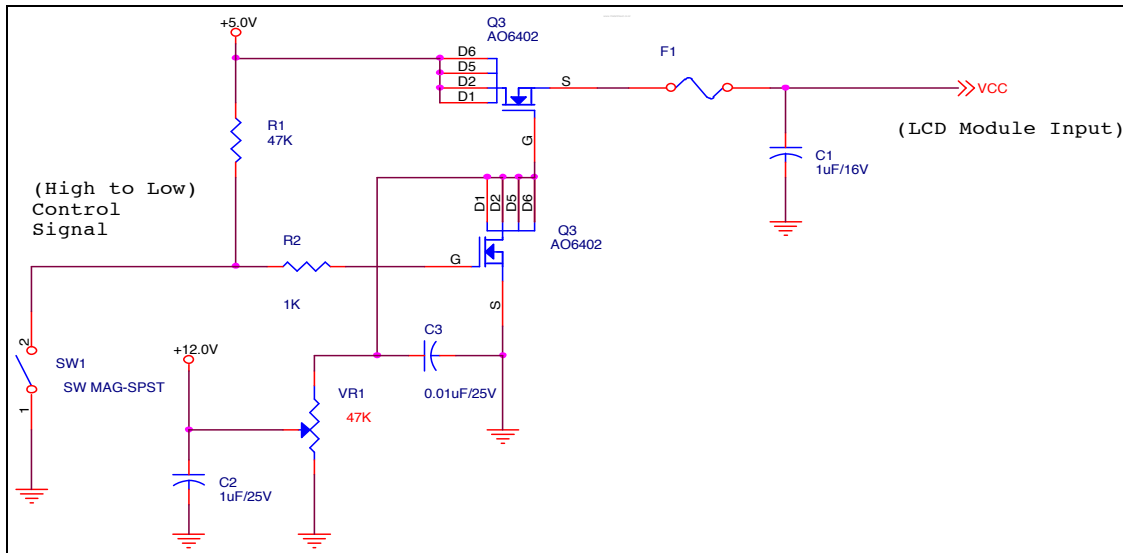 +5.0V
Q3
AO6402
D6
D5
D2
D1
S
G
F1
VCC
(LCD Module Input)
R1
47K
C1
1uF/16V
(High to Low)
Control
Signal
D1
D2
D5
D6
Q3
AO6402
R2
1K
G
S
2
SW1
SW MAG-SPST
1
+12.0V
C3
0.01uF/25V
VR1
47K
C2
1uF/25V